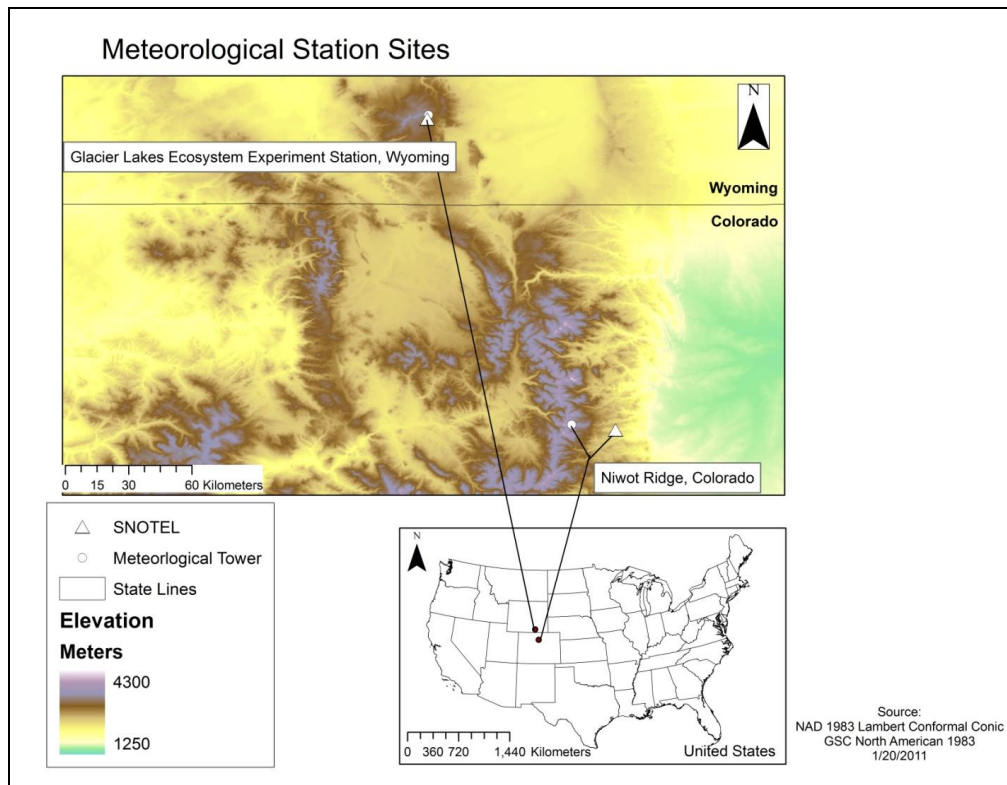 Meteorological Station Sites
N
Glacier Lakes Ecosystem Experiment Station, Wyoming
Wyoming
Colorado
Niwot Ridge, Colorado
0 15 30 60 Kilometers
SNOTEL
Meteorlogical Tower
State Lines
Elevation
Meters
4300
1250
N
0 360 720 1,440 Kilometers
United States
Source:
NAD 1983 Lambert Conformal Conic
GSC North American 1983
1/20/2011